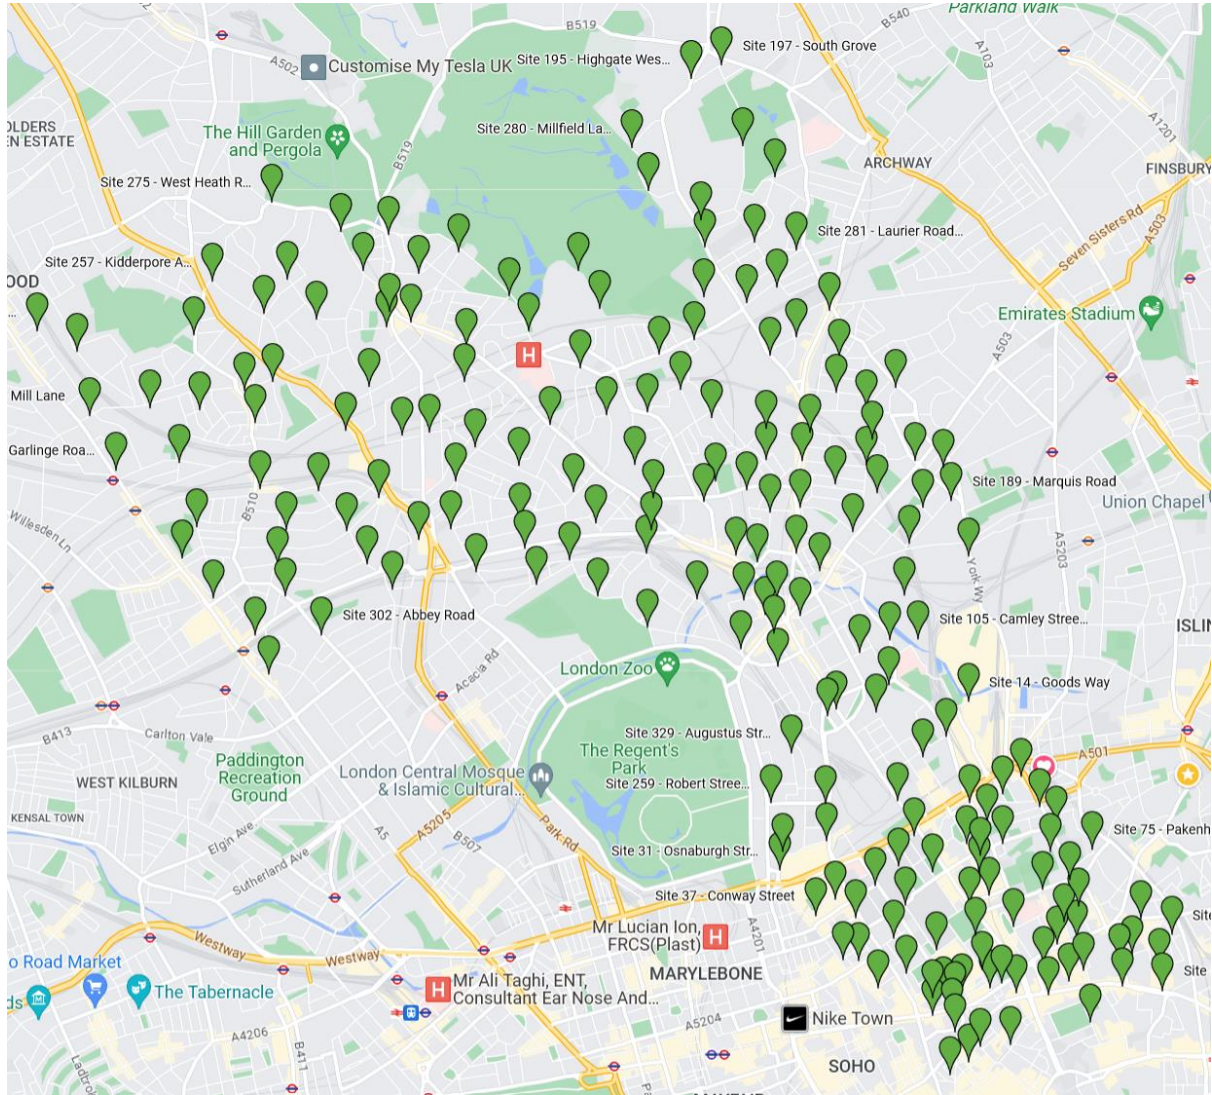 Parkland Walk
B540
B519
A103
A502
Customise My Tesla UK
Site 195 - Highgate Wes...
Site 197 - South Grove
A1201
OLDERS
EN ESTATE
The Hill Garden
and Pergola
B519
Site 280 - Millfield La...
ARCHWAY
FINSBURY
Site 275 - West Heath R...
Seven Sisters Rd
A503
Site 281 - Laurier Road...
Site 257 - Kidderpore A...
OOD
...
Emirates Stadium
A503
H
Mill Lane
Garlinge Roa...
Site 189 - Marquis Road
Union Chapel
B510
Willesden Ln
A5203
York Wy
Site 302 - Abbey Road
Site 105 - Camley Stree...
ISLIN
Acacia Rd
London Zoo
Site 14 - Goods Way
B413
Carlton Vale
Site 329 - Augustus Str...
The Regent's
Park
A501
Paddington
Recreation
Ground
WEST KILBURN
London Central Mosque
& Islamic Cultural...
Site 259 - Robert Stree...
KENSAL TOWN
Elgin Ave
A5
A5205
B507
Park Rd
Site 75 - Pakenh
Site 31 - Osnaburgh Str...
Sutherland Ave
Site 37 - Conway Street
Site
Westway
Westway
Mr Lucian Ion,
FRCS(Plast)
H
A4201
o Road Market
MARYLEBONE
Site
ds
The Tabernacle
H
Mr Ali Taghi, ENT,
Consultant Ear Nose And...
A4206
B411
A5204
Nike Town
SOHO